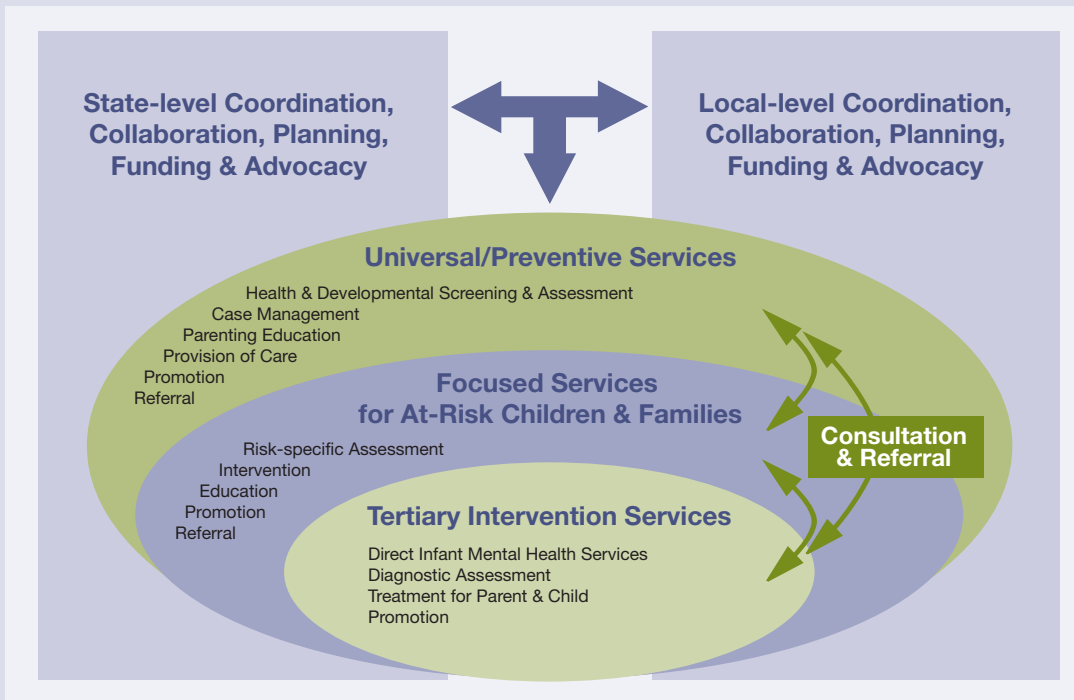 State-level Coordination,
Collaboration, Planning,
Funding & Advocacy
Local-level Coordination,
Collaboration, Planning,
Funding & Advocacy
Universal/Preventive Services
Health & Developmental Screening & Assessment
Case Management
Parenting Education
Provision of Care
Promotion
Referral
Focused Services
for At-Risk Children & Families
Risk-specific Assessment
Intervention
Education
Promotion
Referral
Consultation
& Referral
Tertiary Intervention Services
Direct Infant Mental Health Services
Diagnostic Assessment
Treatment for Parent & Child
Promotion